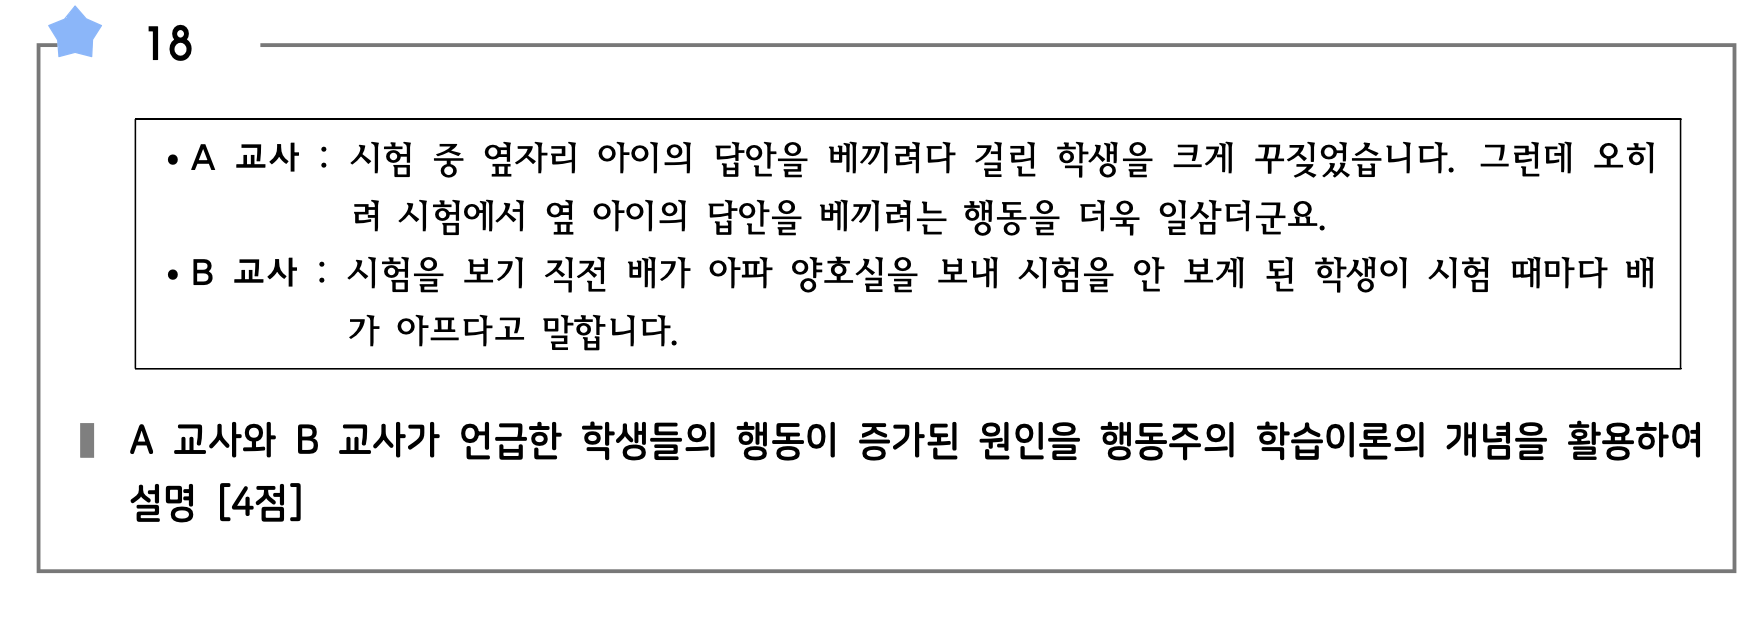 18
• A 교사 : 시험 중 옆자리 아이의 답안을 베끼려다 걸린 학생을 크게 꾸짖었습니다. 그런데 오히
려 시험에서 옆 아이의 답안을 베끼려는 행동을 더욱 일삼더군요.
• B 교사 : 시험을 보기 직전 배가 아파 양호실을 보내 시험을 안 보게 된 학생이 시험 때마다 배
가 아프다고 말합니다.
A 교사와 B 교사가 언급한 학생들의 행동이 증가된 원인을 행동주의 학습이론의 개념을 활용하여
설명 [4점]